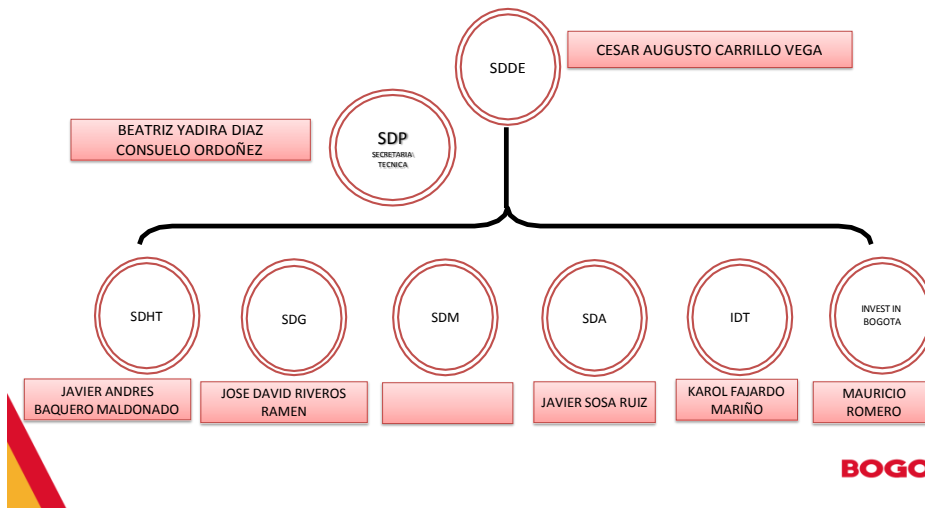 SDDE
CESAR AUGUSTO CARRILLO VEGA
BEATRIZ YADIRA DIAZ
CONSUELO ORDOÑEZ
SDP
SECRETARIA
TECNICA
SDHT
SDG
SDM
SDA
IDT
INVEST IN
BOGOTA
JAVIER ANDRES
BAQUERO MALDONADO
JOSE DAVID RIVEROS
RAMEN
JAVIER SOSA RUIZ
KAROL FAJARDO
MARIÑO
MAURICIO
ROMERO
BOGO